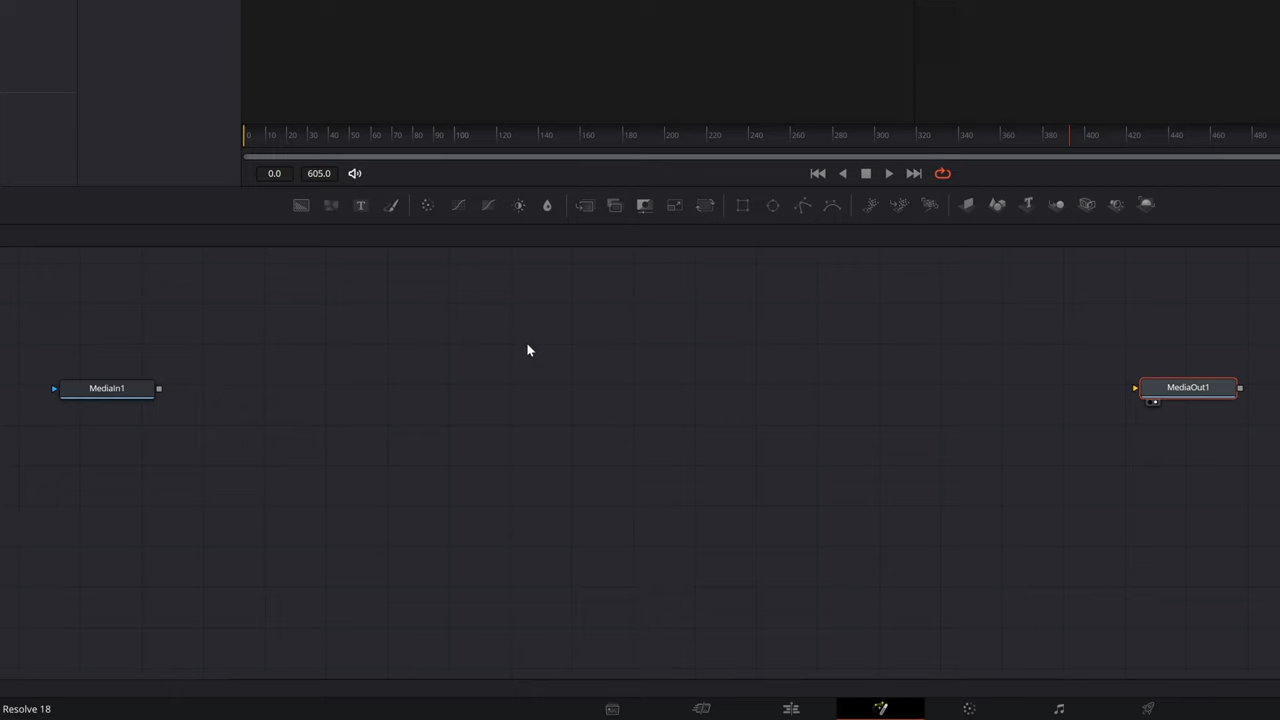 0 10 20 30 40 50 60 70 80 90 100 120 140 160 180 200 220 240 260 280 300 320 340 360 380 400 420 440 460 480
0.0 605.0
T
MediaIn1 MediaOut1
Resolve 18